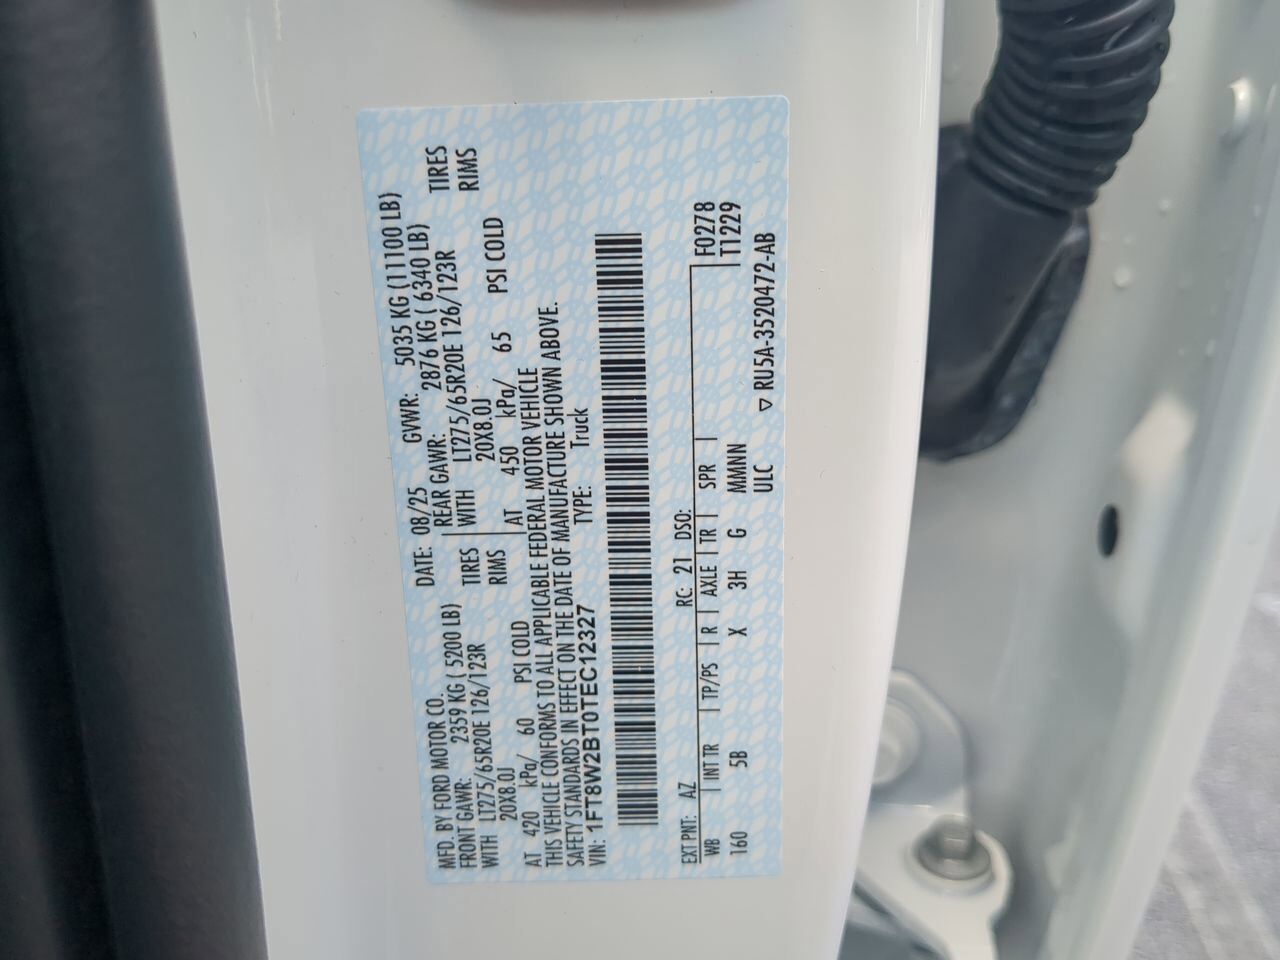 MFD. BY FORD MOTOR CO. DATE: 08/25 GVWR: 5035 KG (11100 LB)
FRONT GAWR: 2359 KG ( 5200 LB) REAR GAWR: 2876 KG ( 6340 LB)
WITH LT275/65R20E 126/123R TIRES WITH LT275/65R20E 126/123R TIRES
20X8.0J RIMS 20X8.0J RIMS
AT 420 kPa/ 60 PSI COLD AT 450 kPa/ 65 PSI COLD
THIS VEHICLE CONFORMS TO ALL APPLICABLE FEDERAL MOTOR VEHICLE
SAFETY STANDARDS IN EFFECT ON THE DATE OF MANUFACTURE SHOWN ABOVE.
VIN: 1FT8W2BT0TEC12327 TYPE: Truck
EXT PNT: AZ RC: 21 DSO: F0278
WB INT TR TP/PS R AXLE TR SPR T1229
160 5B X 3H G MMNN
ULC ▽ RU5A-3520472-AB